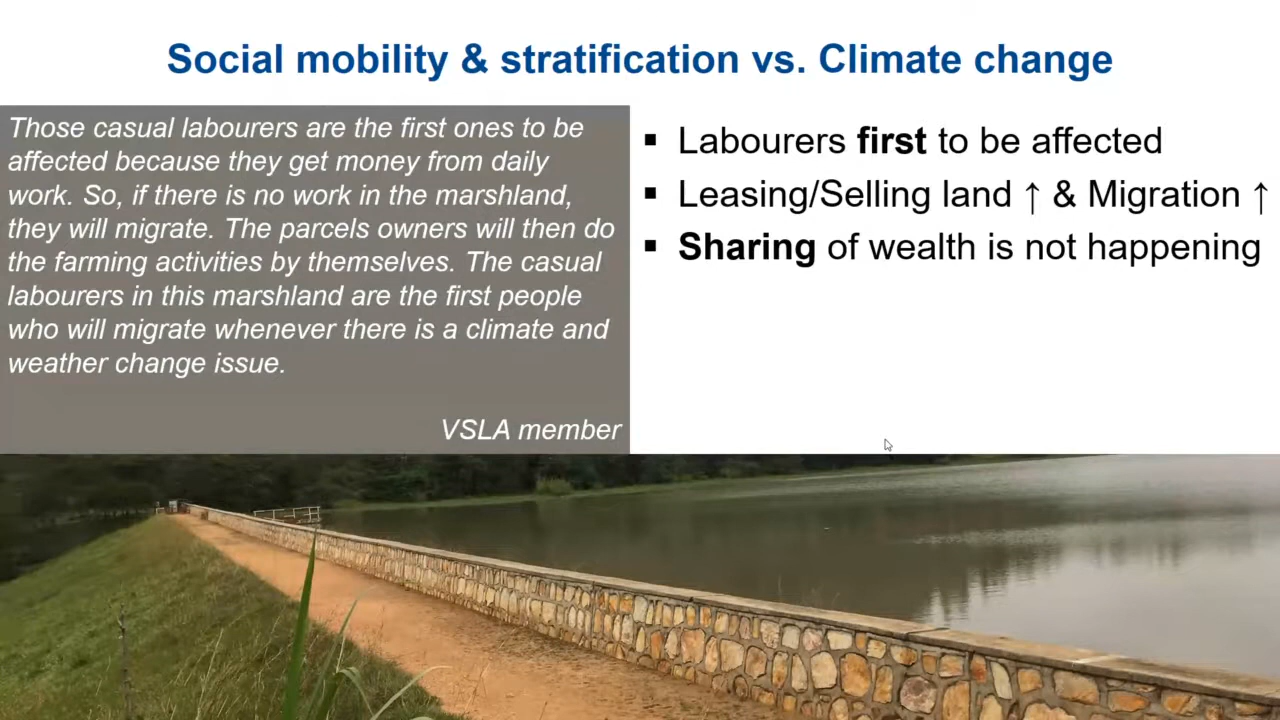 Social mobility & stratification vs. Climate change
Those casual labourers are the first ones to be
affected because they get money from daily
work. So, if there is no work in the marshland,
they will migrate. The parcels owners will then do
the farming activities by themselves. The casual
labourers in this marshland are the first people
who will migrate whenever there is a climate and
weather change issue.
VSLA member
▪ Labourers first to be affected
▪ Leasing/Selling land ↑ & Migration ↑
▪ Sharing of wealth is not happening